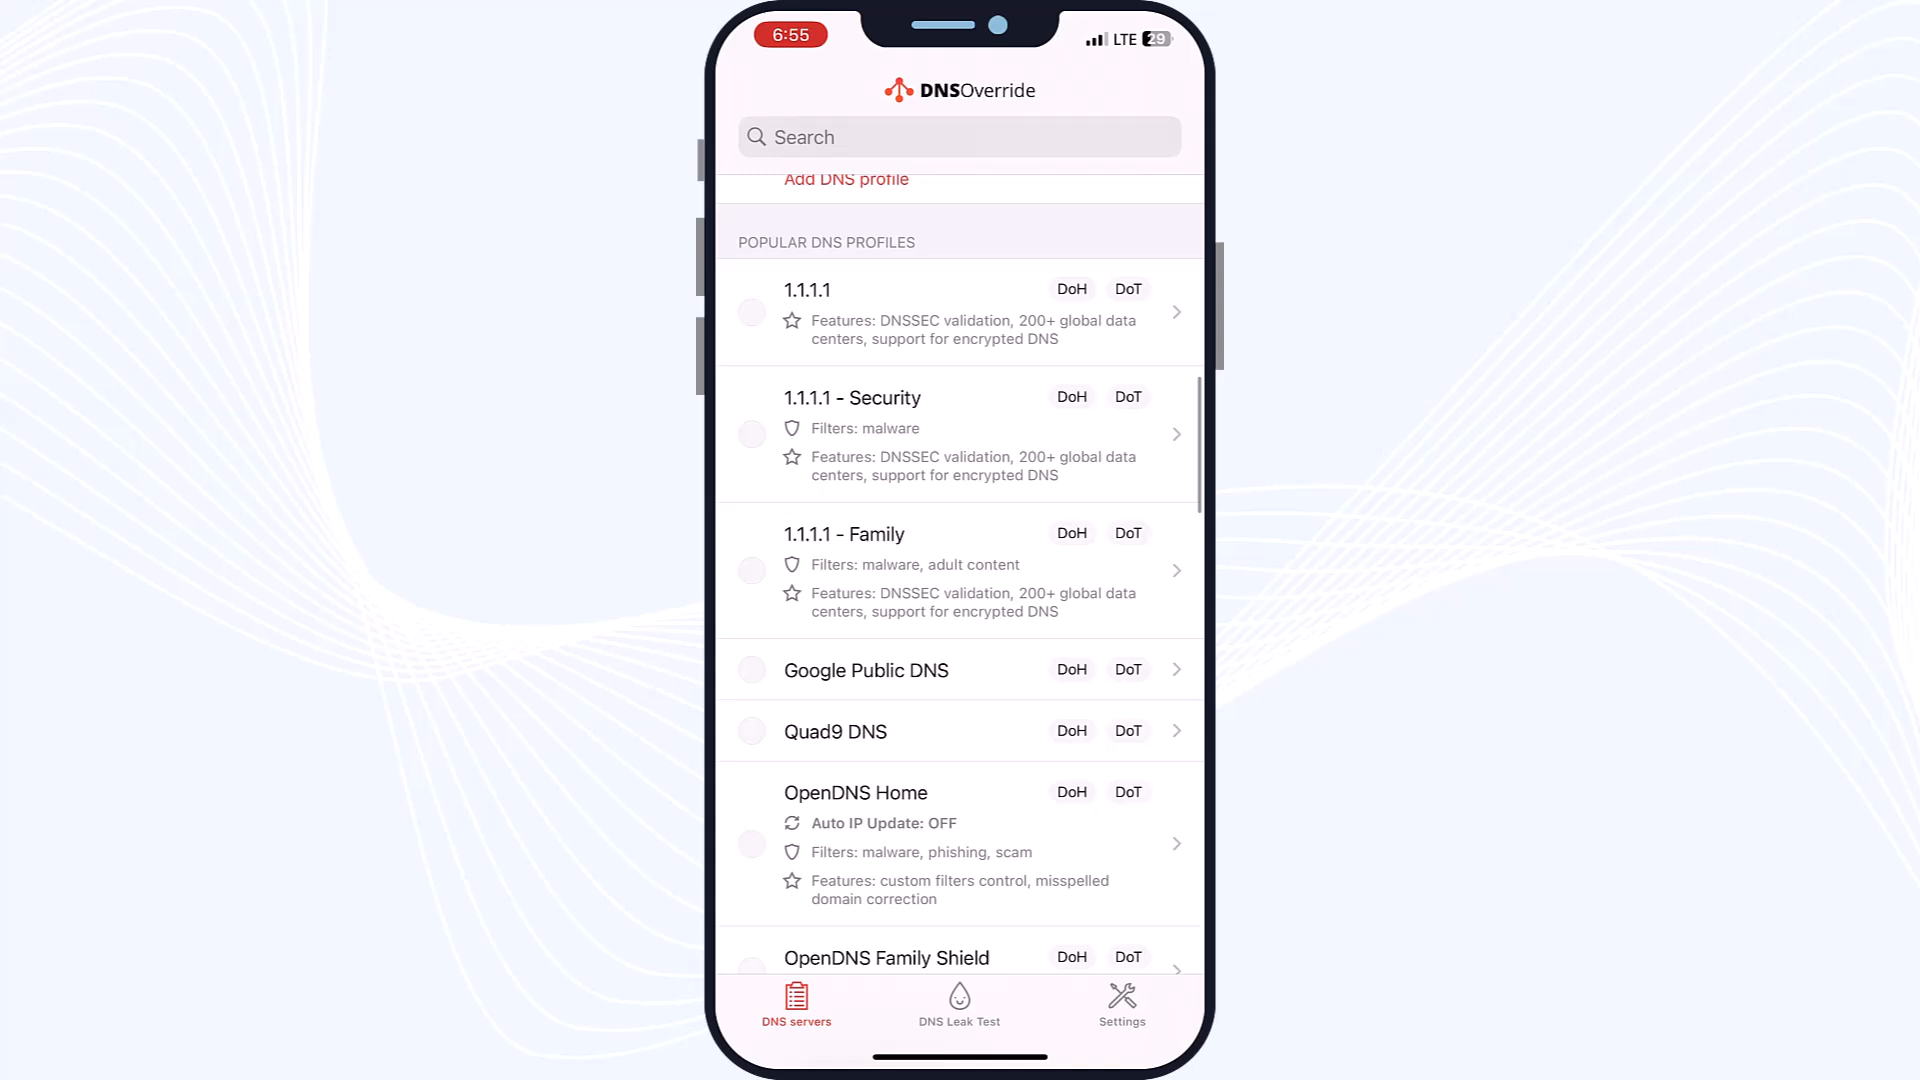 6:55
LTE 29
DNSOverride
Search
Add DNS profile
POPULAR DNS PROFILES
1.1.1.1 DoH DoT
Features: DNSSEC validation, 200+ global data
centers, support for encrypted DNS
1.1.1.1 - Security DoH DoT
Filters: malware
Features: DNSSEC validation, 200+ global data
centers, support for encrypted DNS
1.1.1.1 - Family DoH DoT
Filters: malware, adult content
Features: DNSSEC validation, 200+ global data
centers, support for encrypted DNS
Google Public DNS DoH DoT
Quad9 DNS DoH DoT
OpenDNS Home DoH DoT
Auto IP Update: OFF
Filters: malware, phishing, scam
Features: custom filters control, misspelled
domain correction
OpenDNS Family Shield DoH DoT
DNS servers
DNS Leak Test
Settings